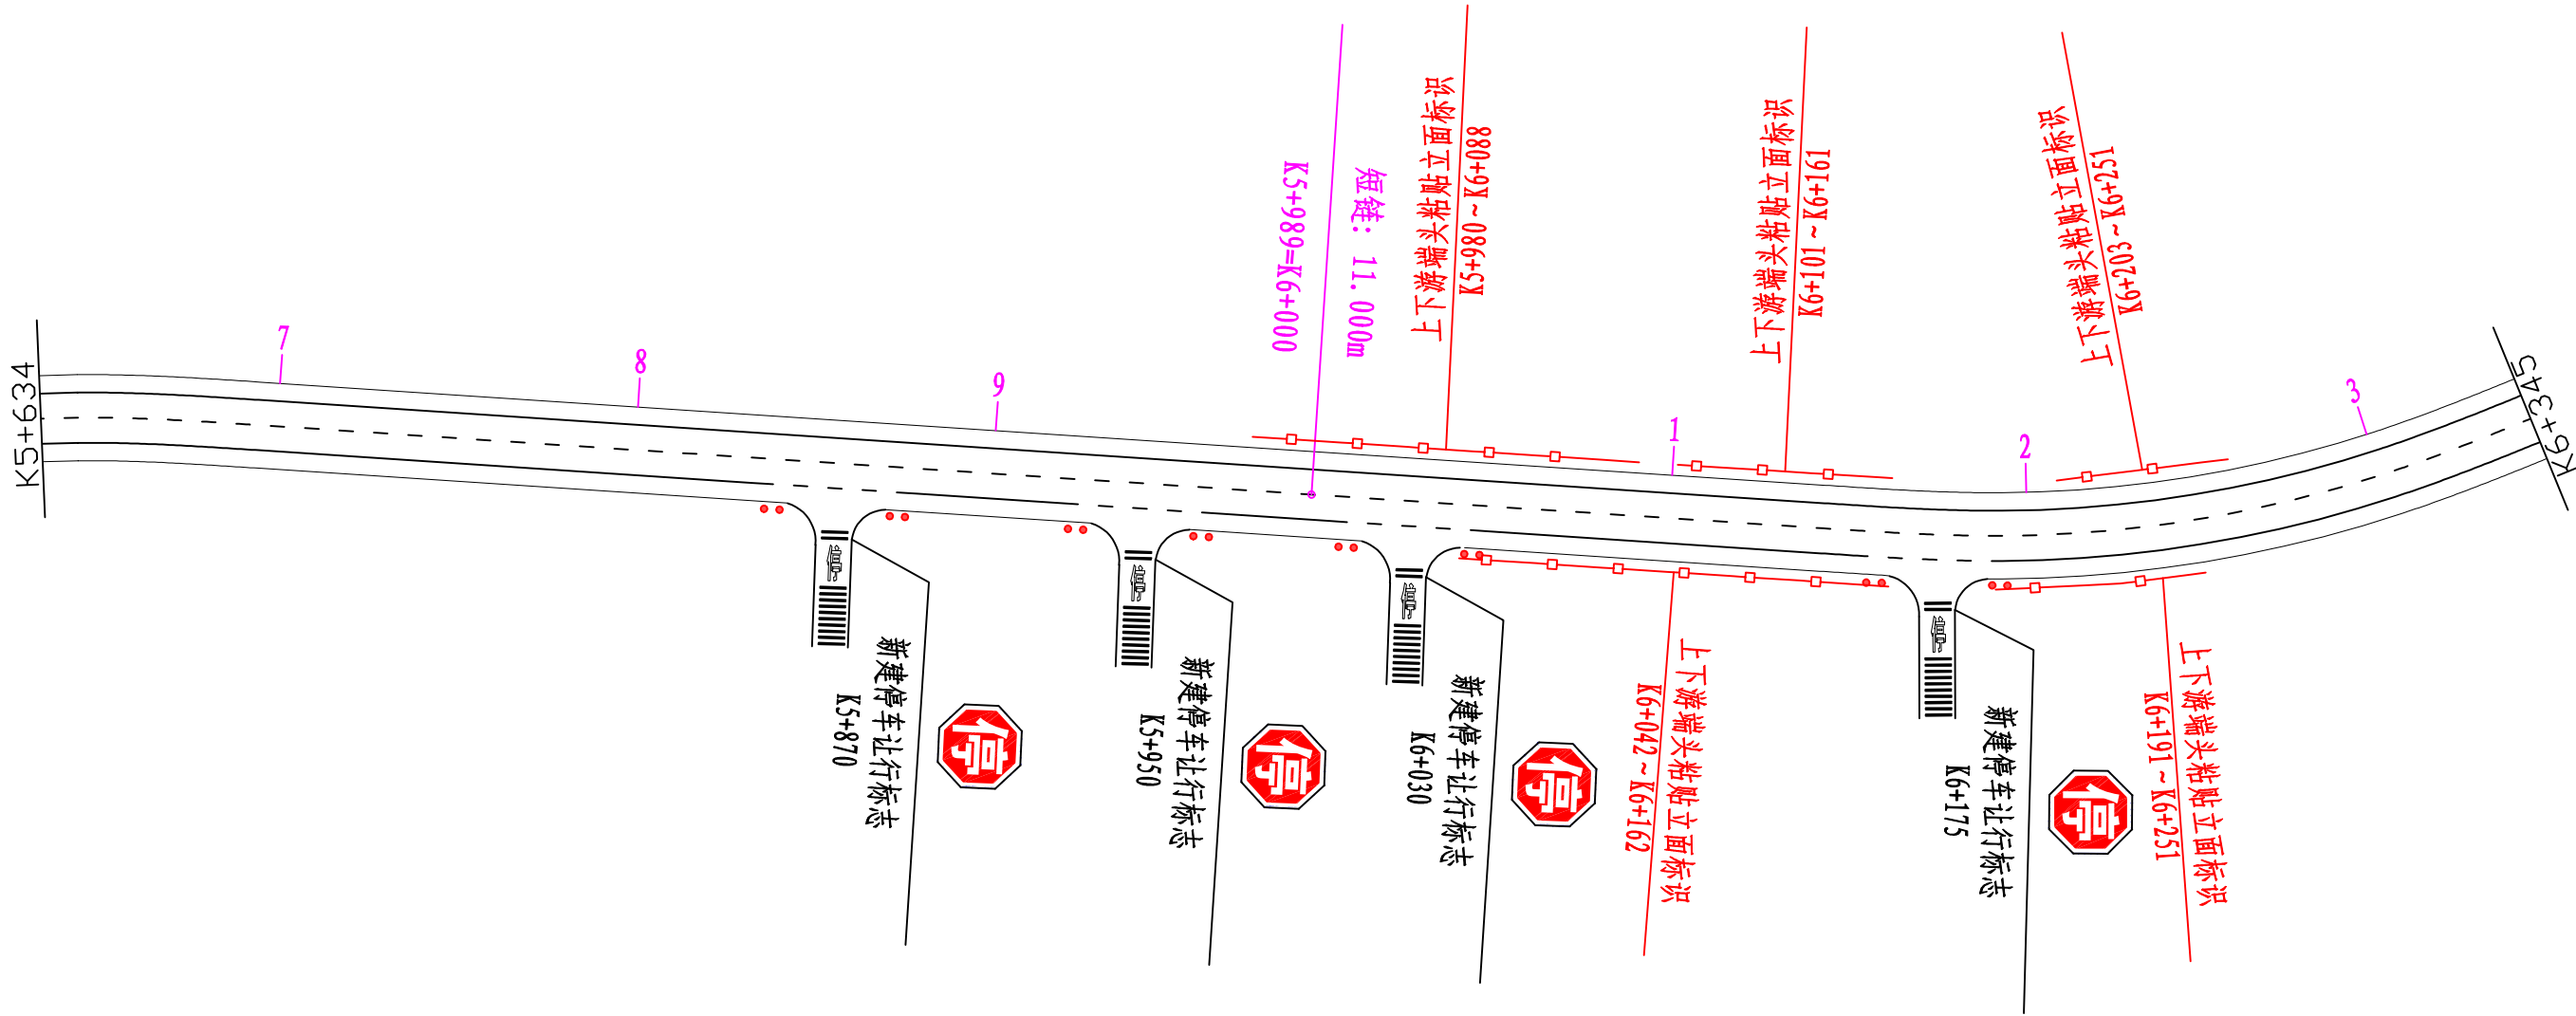 K5+634
7
8
9
K5+989=K6+000
短链: 11.000m
上下游端头粘贴立面标识
K5+980~K6+088
1
上下游端头粘贴立面标识
K6+101~K6+161
2
上下游端头粘贴立面标识
K6+203~K6+251
3
K6+345
停
停
停
停
新建停车让行标志
K5+870
停
新建停车让行标志
K5+950
停
新建停车让行标志
K6+030
停
上下游端头粘贴立面标识
K6+042~K6+162
新建停车让行标志
K6+175
停
上下游端头粘贴立面标识
K6+191~K6+251